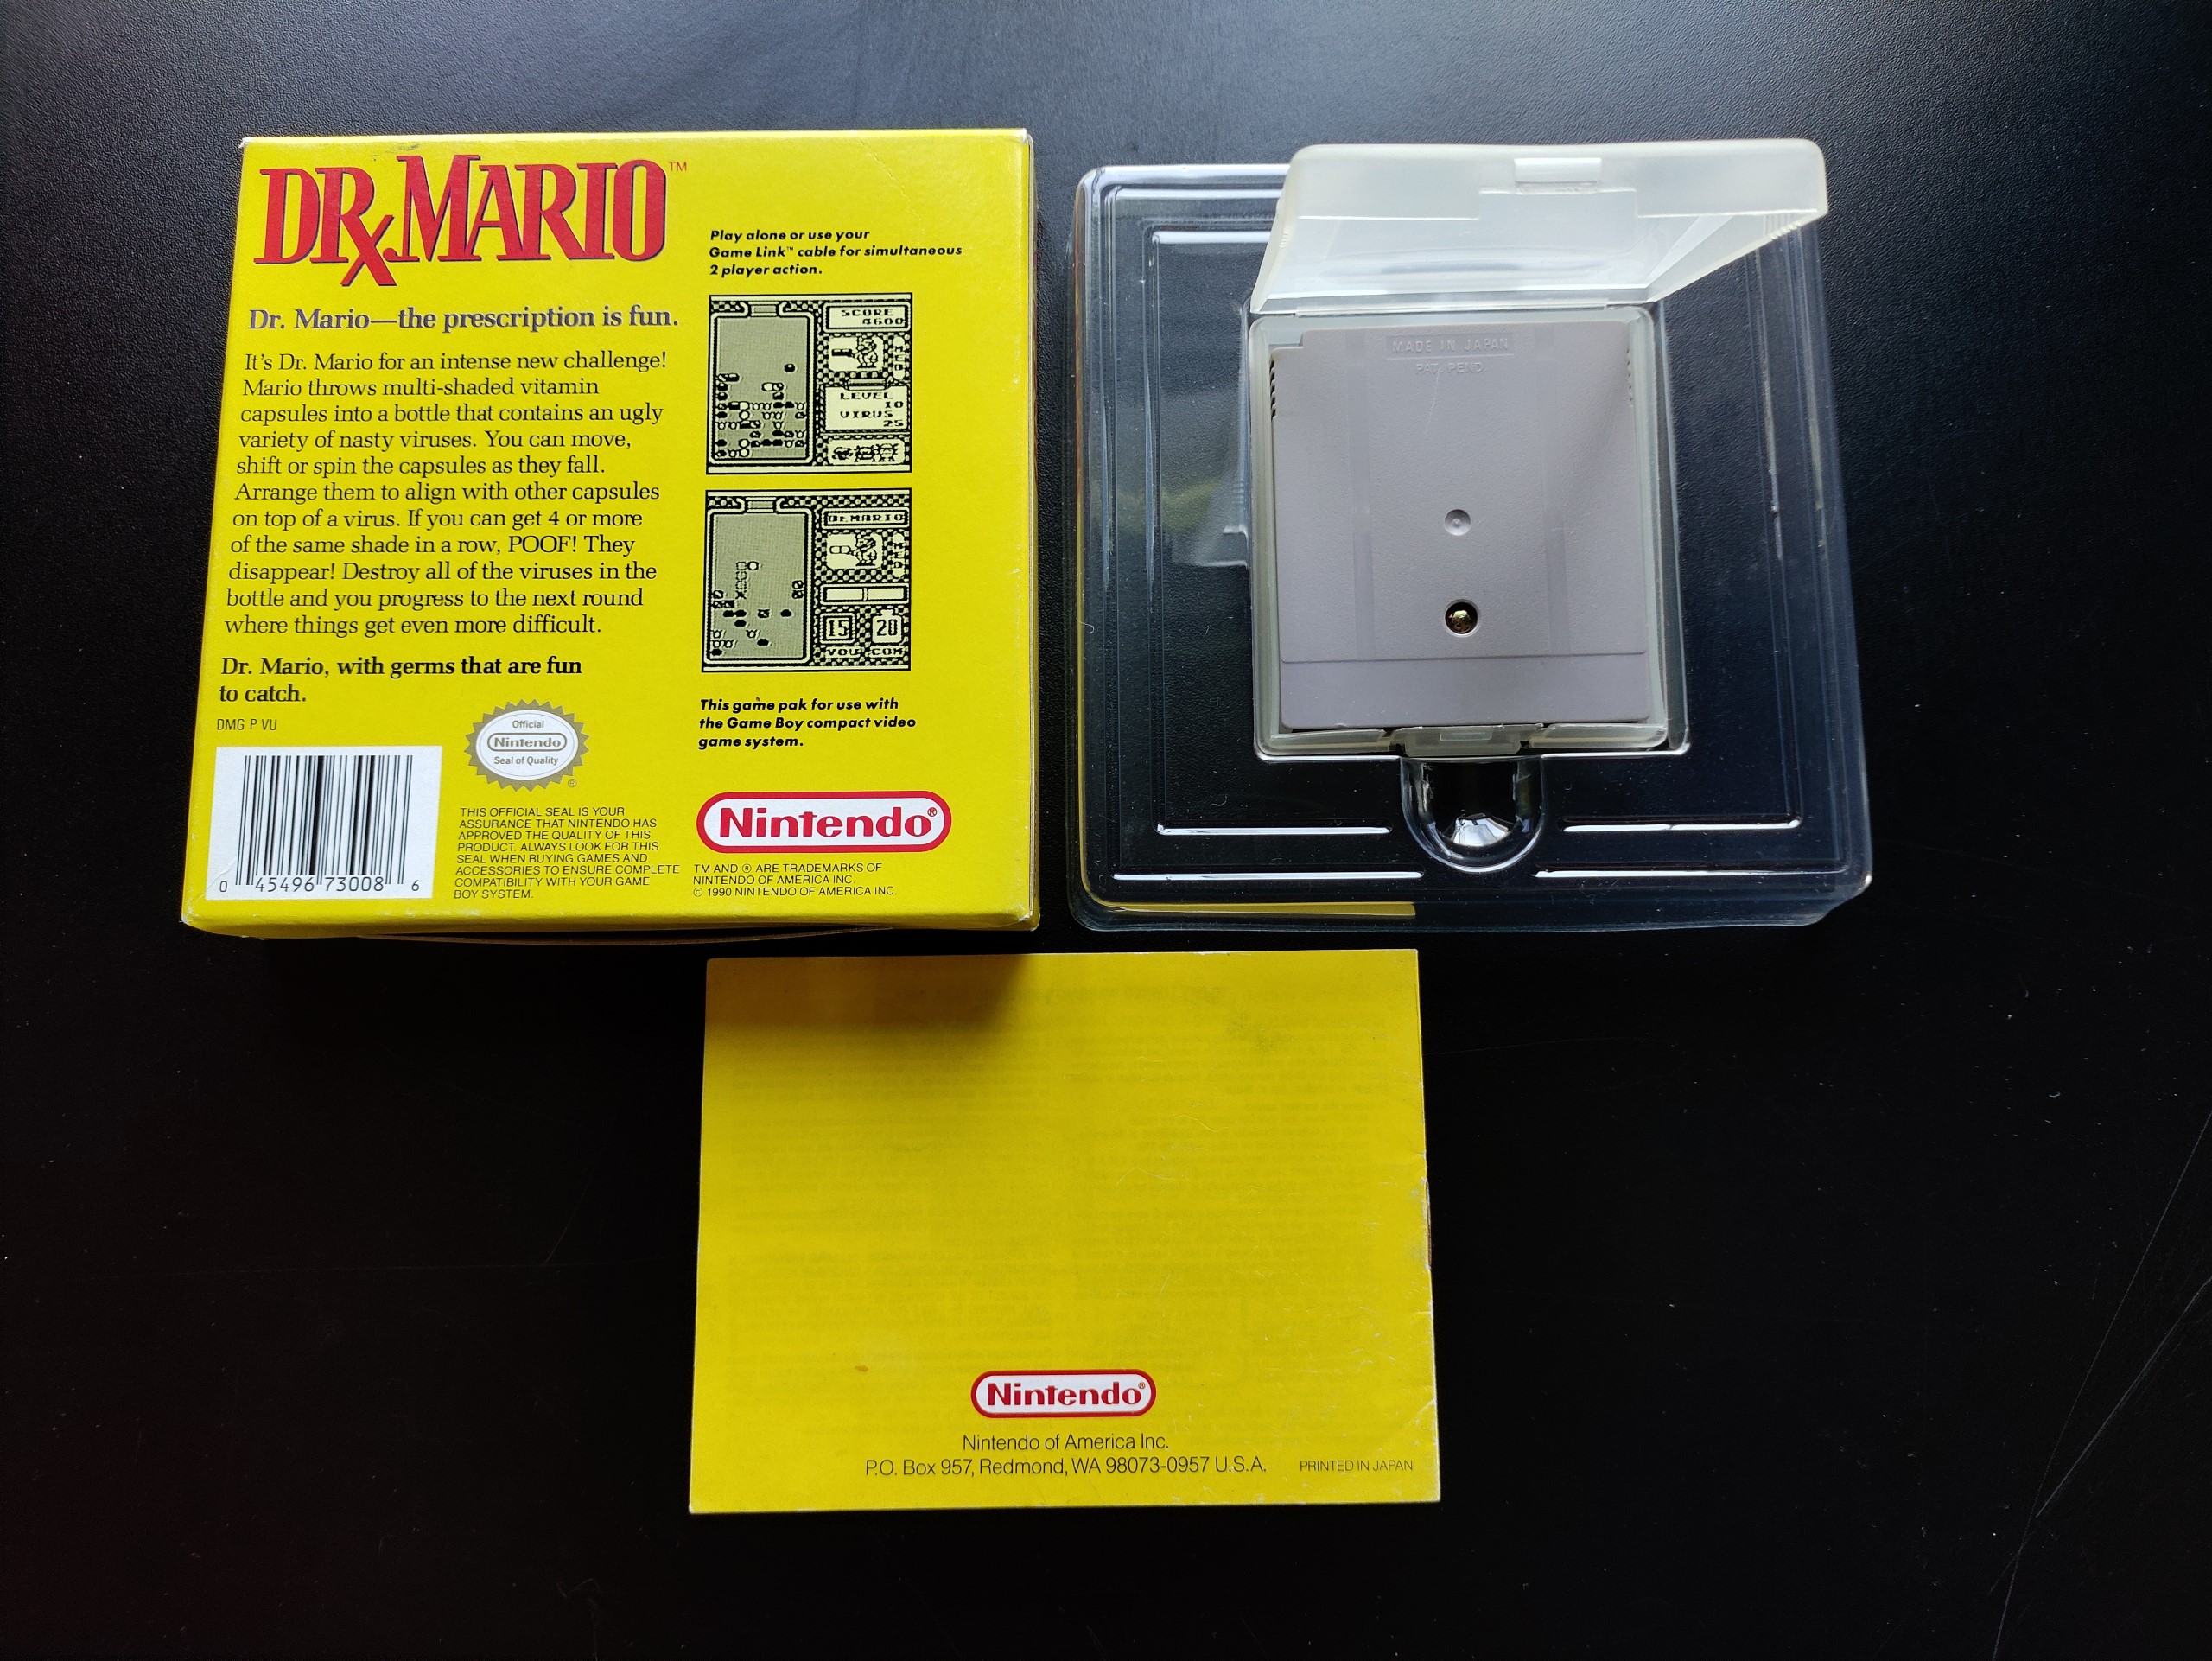 DR.MARIO™
Dr. Mario—the prescription is fun.
It's Dr. Mario for an intense new challenge!
Mario throws multi-shaded vitamin
capsules into a bottle that contains an ugly
variety of nasty viruses. You can move,
shift or spin the capsules as they fall.
Arrange them to align with other capsules
on top of a virus. If you can get 4 or more
of the same shade in a row, POOF! They
disappear! Destroy all of the viruses in the
bottle and you progress to the next round
where things get even more difficult.
Dr. Mario, with germs that are fun
to catch.
DMG P VU
0 45496 73008 6
Official
Nintendo
Seal of Quality
®
THIS OFFICIAL SEAL IS YOUR
ASSURANCE THAT NINTENDO HAS
APPROVED THE QUALITY OF THIS
PRODUCT. ALWAYS LOOK FOR THIS
SEAL WHEN BUYING GAMES AND
ACCESSORIES TO ENSURE COMPLETE
COMPATIBILITY WITH YOUR GAME
BOY SYSTEM.
Play alone or use your
Game Link™ cable for simultaneous
2 player action.
SCORE
4600
LEVEL
10
VIRUS
25
Dr.MARIO
15
20
YOU
COM
This game pak for use with
the Game Boy compact video
game system.
Nintendo®
TM AND ® ARE TRADEMARKS OF
NINTENDO OF AMERICA INC
© 1990 NINTENDO OF AMERICA INC.
MADE IN JAPAN
PAT. PEND
Nintendo®
Nintendo of America Inc.
P.O. Box 957, Redmond, WA 98073-0957 U.S.A.
PRINTED IN JAPAN